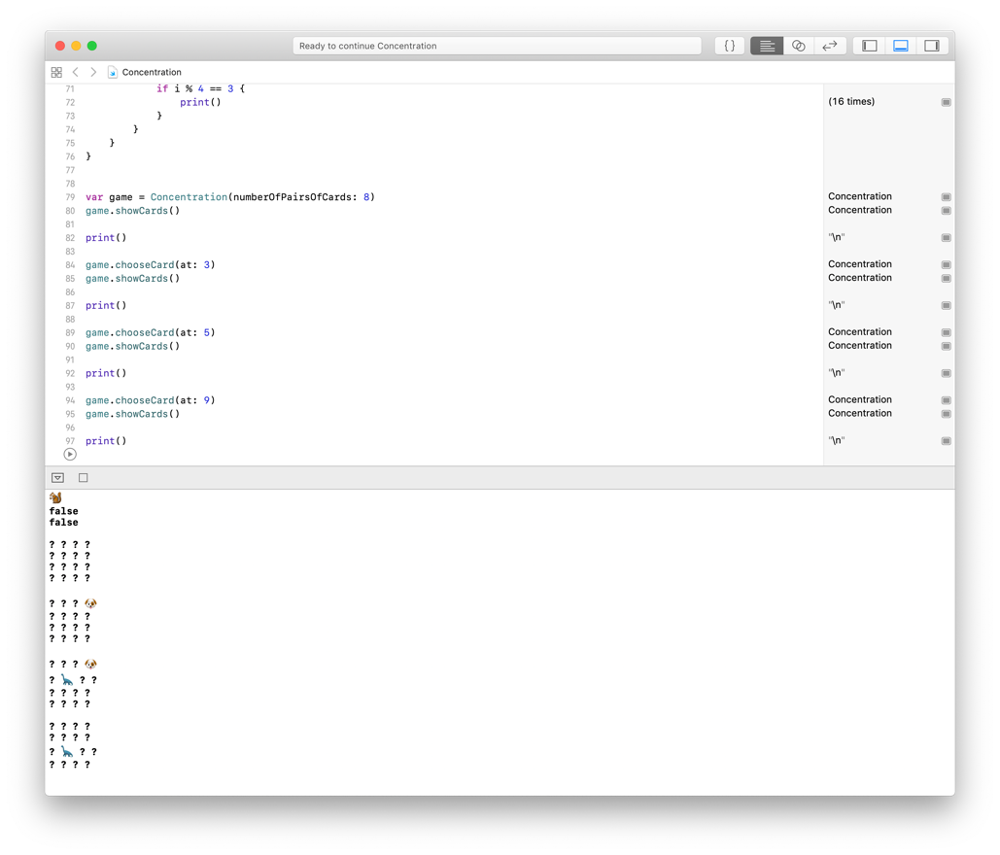 Ready to continue Concentration
{}
Concentration
71 if i % 4 == 3 {
72 print() (16 times)
73 }
74 }
75 }
76 }
77
78
79 var game = Concentration(numberOfPairsOfCards: 8) Concentration
80 game.showCards() Concentration
81
82 print() "\n"
83
84 game.chooseCard(at: 3) Concentration
85 game.showCards() Concentration
86
87 print() "\n"
88
89 game.chooseCard(at: 5) Concentration
90 game.showCards() Concentration
91
92 print() "\n"
93
94 game.chooseCard(at: 9) Concentration
95 game.showCards() Concentration
96
97 print() "\n"
🐿
false
false
? ? ? ?
? ? ? ?
? ? ? ?
? ? ? ?
? ? ? 🐶
? ? ? ?
? ? ? ?
? ? ? ?
? ? ? 🐶
? 🦕 ? ?
? ? ? ?
? ? ? ?
? ? ? ?
? ? ? ?
? 🦕 ? ?
? ? ? ?